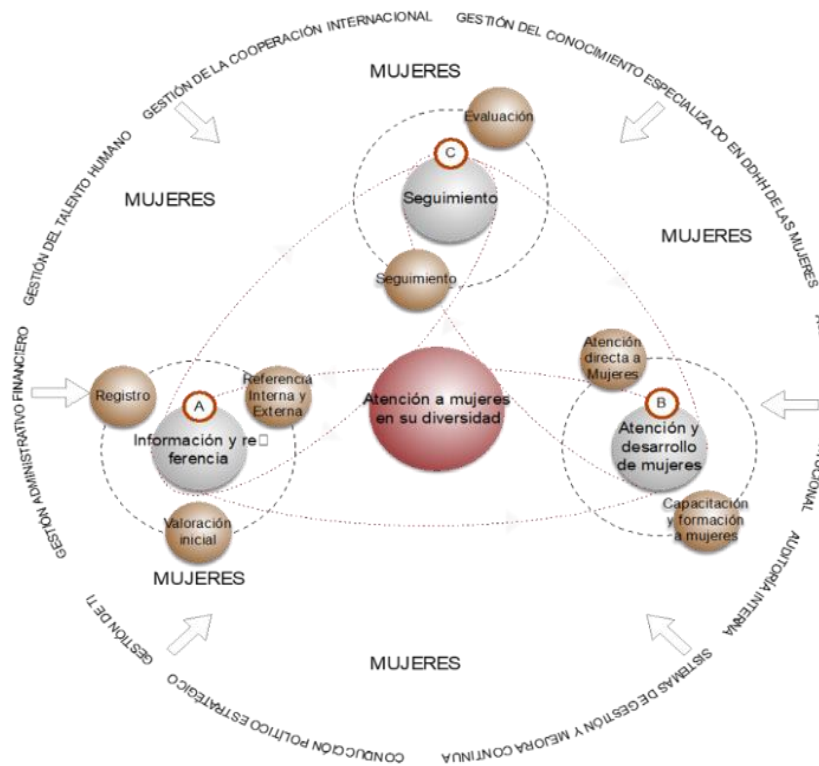 GESTIÓN DE LA COOPERACIÓN INTERNACIONAL
GESTIÓN DEL CONOCIMIENTO ESPECIALIZADO EN DDHH DE LAS MUJERES
MUJERES
Evaluación
C
Seguimiento
GESTIÓN DEL TALENTO HUMANO
MUJERES
MUJERES
Seguimiento
GESTIÓN ADMINISTRATIVO FINANCIERO
Registro
A
Referencia
Interna y
Externa
Información y re
ferencia
Valoración
inicial
MUJERES
Atención a mujeres
en su diversidad
Atención
directa a
Mujeres
B
Atención y
desarrollo
de mujeres
Capacitación
y formación
a mujeres
AUDITORÍA INTERNA
GESTIÓN DE TI
MUJERES
CONDUCCIÓN POLÍTICO ESTRATÉGICO
SISTEMAS DE GESTIÓN Y MEJORA CONTINUA